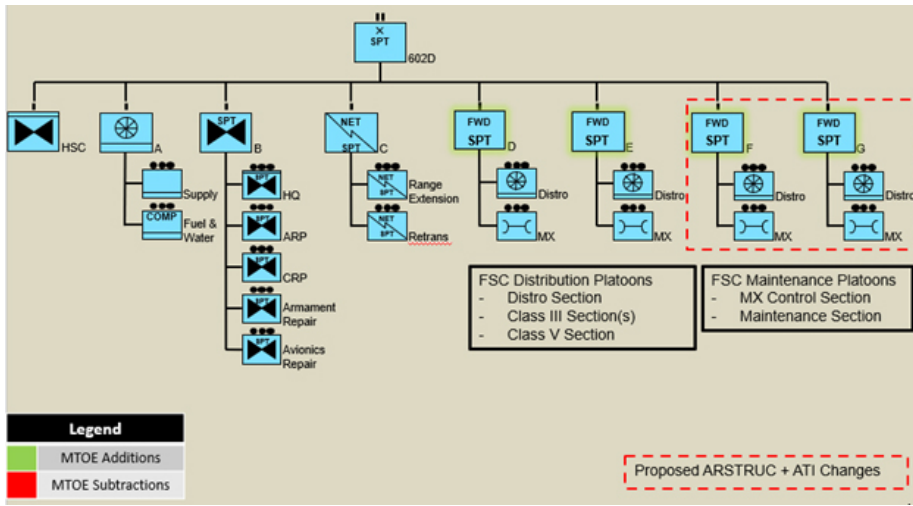 SPT
602D
HSC
A
SPT
B
NET
SPT
C
FWD
SPT
D
FWD
SPT
E
FWD
SPT
F
FWD
SPT
G
Supply
COMP
Fuel &
Water
SPT
HQ
SPT
ARP
SPT
CRP
SPT
Armament
Repair
SPT
Avionics
Repair
NET
SPT
Range
Extension
NET
SPT
Retrans
Distro
MX
Distro
MX
Distro
MX
Distro
MX
FSC Distribution Platoons
- Distro Section
- Class III Section(s)
- Class V Section
FSC Maintenance Platoons
- MX Control Section
- Maintenance Section
Legend
MTOE Additions
MTOE Subtractions
Proposed ARSTRUC + ATI Changes